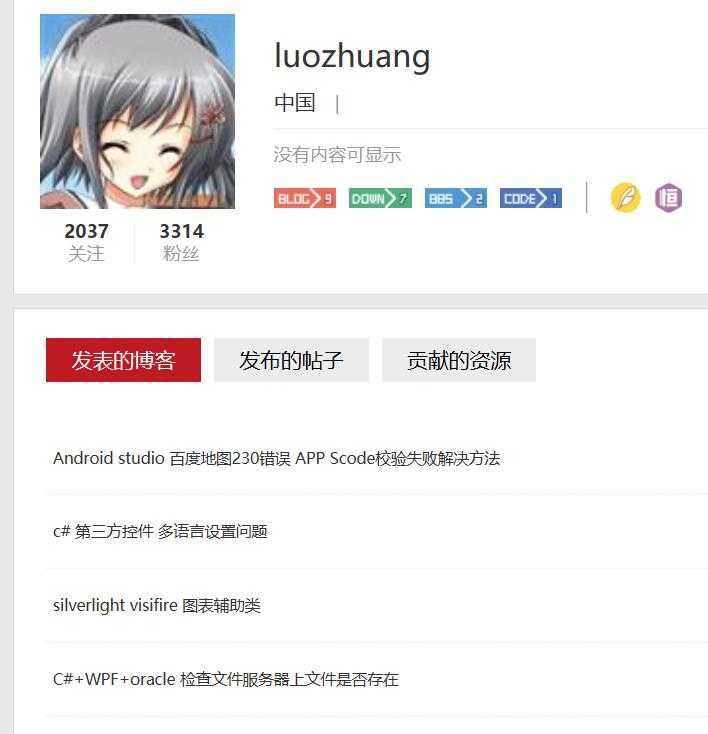 luozhuang
中国 |
没有内容可显示
BLOG 9 DOWN 7 BBS 2 CODE 1 | 恒
2037 3314
关注 粉丝
发表的博客 发布的帖子 贡献的资源
Android studio 百度地图230错误 APP Scode校验失败解决方法
c# 第三方控件 多语言设置问题
silverlight visifire 图表辅助类
C#+WPF+oracle 检查文件服务器上文件是否存在